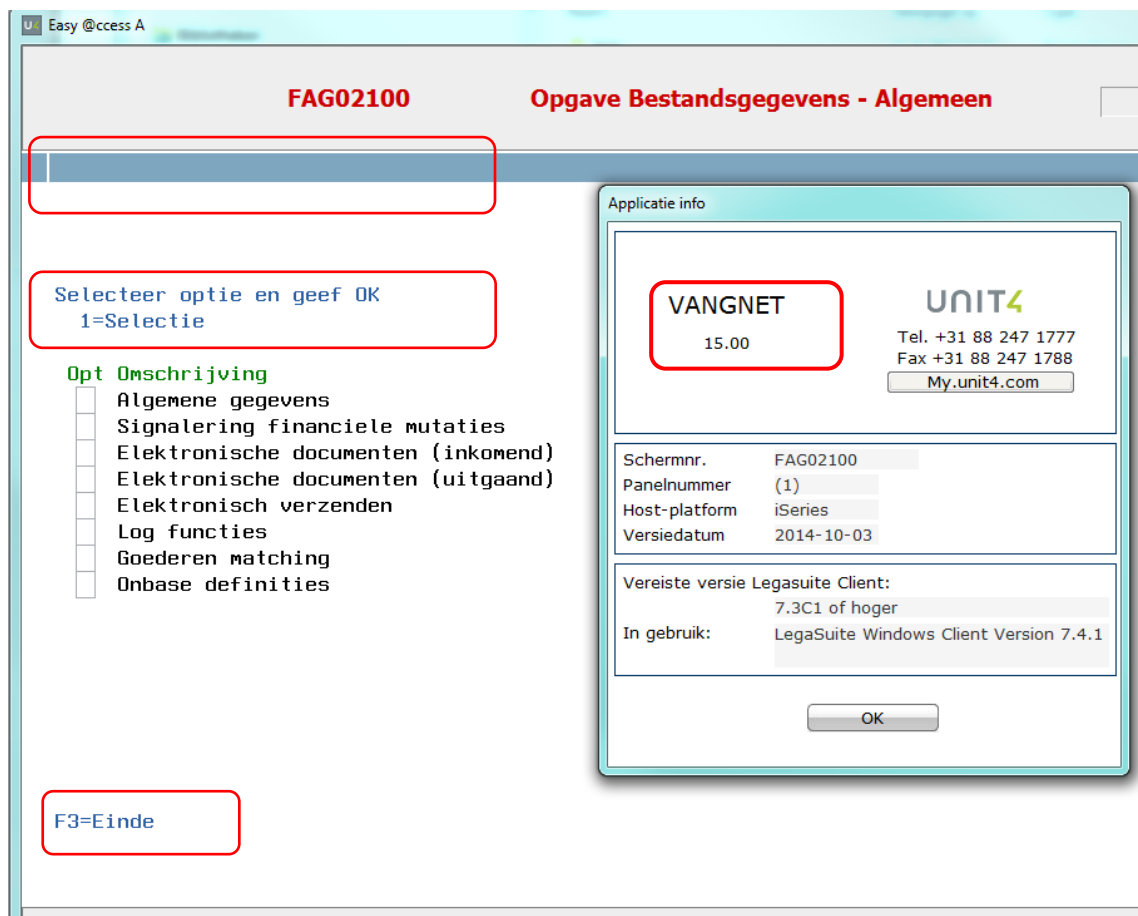 U4 Easy @ccess A
FAG02100 Opgave Bestandsgegevens - Algemeen
Selecteer optie en geef OK
1=Selectie
Opt Omschrijving
Algemene gegevens
Signalering financiele mutaties
Elektronische documenten (inkomend)
Elektronische documenten (uitgaand)
Elektronisch verzenden
Log functies
Goederen matching
Onbase definities
F3=Einde
Applicatie info
VANGNET
15.00
UNIT4
Tel. +31 88 247 1777
Fax +31 88 247 1788
My.unit4.com
Schermnr. FAG02100
Panelnummer (1)
Host-platform iSeries
Versiedatum 2014-10-03
Vereiste versie Legasuite Client:
7.3C1 of hoger
In gebruik: LegaSuite Windows Client Version 7.4.1
OK